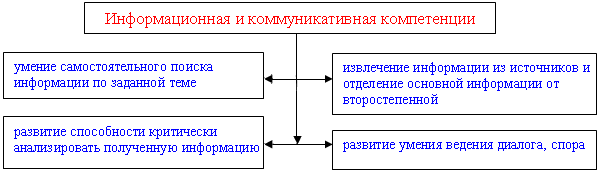 Информационная и коммуникативная компетенции
умение самостоятельного поиска
информации по заданной теме
извлечение информации из источников и
отделение основной информации от
второстепенной
развитие способности критически
анализировать полученную информацию
развитие умения ведения диалога, спора